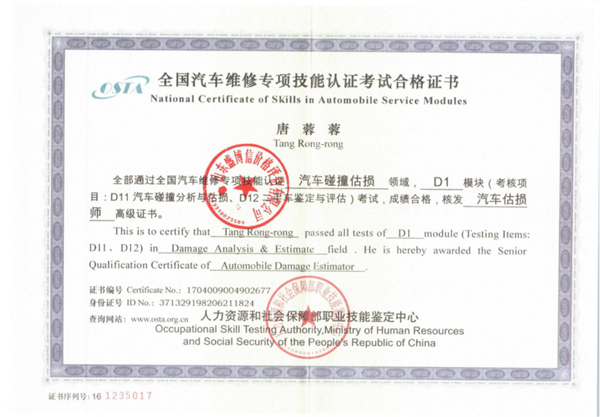 OSTA
全国汽车维修专项技能认证考试合格证书
National Certificate of Skills in Automobile Service Modules
唐蓉蓉
Tang Rong-rong
全部通过全国汽车维修专项技能认证 汽车碰撞估损 领域， D1 模块（考核项
目：D11 汽车碰撞分析与估损、D12 二手车鉴定与评估）考试，成绩合格，核发 汽车估损
师 高级证书。
This is to certify that Tang Rong-rong passed all tests of D1 module (Testing Items:
D11、D12) in Damage Analysis & Estimate field . He is hereby awarded the Senior
Qualification Certificate of Automobile Damage Estimator.
证书编号 Certificate No.: 1704009004902677
身份证号 ID No.: 371329198206211824
查询网站：www.osta.org.cn
人力资源和社会保障部职业技能鉴定中心
Occupational Skill Testing Authority,Ministry of Human Resources
and Social Security of the People's Republic of China
证书序列号: 16 1235017